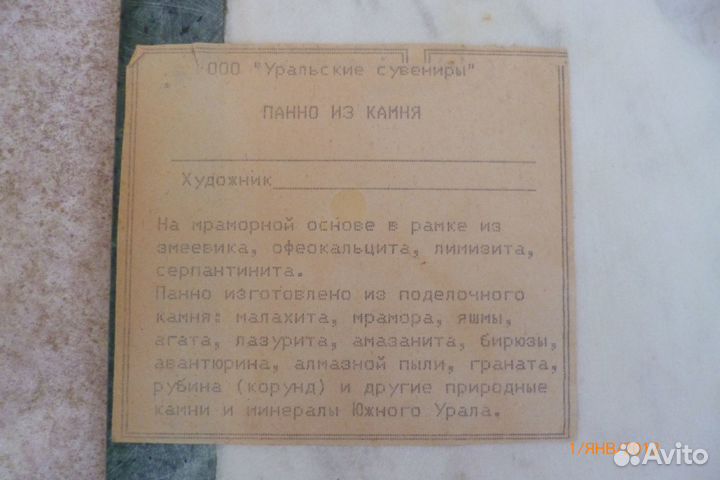 ООО "Уральские сувениры"
ПАННО ИЗ КАМНЯ
Художник
На мраморной основе в рамке из
змеевика, офеокальцита, лимизита,
серпантинита.
Панно изготовлено из поделочного
камня: малахита, мрамора, яшмы,
агата, лазурита, амазанита, бирюзы,
авантюрина, алмазной пыли, граната,
рубина (корунд) и другие природные
камни и минералы Южного Урала.
1/ЯНВ/
Avito